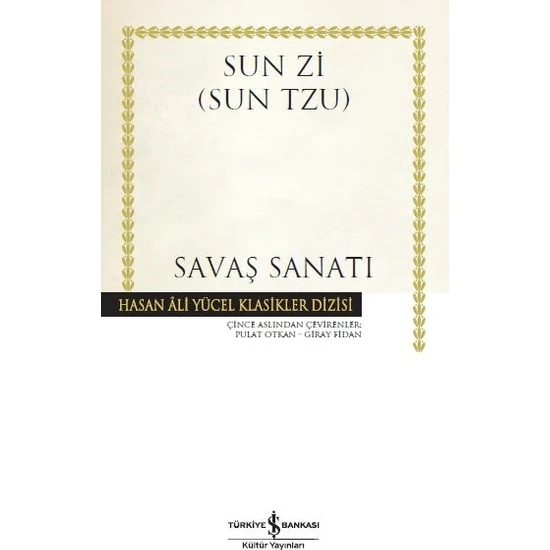 SUN Zİ
(SUN TZU)
SAVAŞ SANATI
HASAN ÂLİ YÜCEL KLASİKLER DİZİSİ
ÇİNCE ASLINDAN ÇEVİRENLER:
PULAT OTKAN – GİRAY FİDAN
TÜRKİYE İŞ BANKASI
Kültür Yayınları